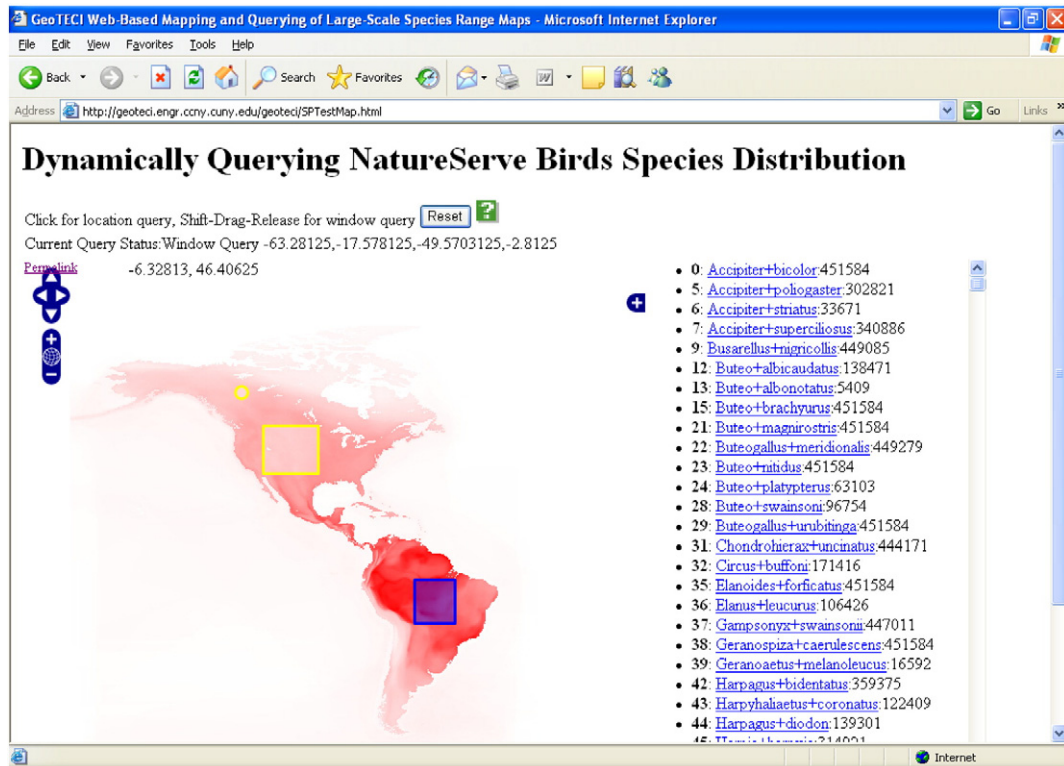 GeoTECI Web-Based Mapping and Querying of Large-Scale Species Range Maps - Microsoft Internet Explorer
File Edit View Favorites Tools Help
Back Search Favorites
Address http://geoteci.engr.ccny.cuny.edu/geoteci/SPTestMap.html Go Links
Dynamically Querying NatureServe Birds Species Distribution
Click for location query, Shift-Drag-Release for window query Reset ?
Current Query Status:Window Query -63.28125,-17.578125,-49.5703125,-2.8125
Permalink -6.32813, 46.40625
0: Accipiter+bicolor:451584
5: Accipiter+poliogaster:302821
6: Accipiter+striatus:33671
7: Accipiter+superciliosus:340886
9: Busarellus+nigricollis:449085
12: Buteo+albicaudatus:138471
13: Buteo+albonotatus:5409
15: Buteo+brachyurus:451584
21: Buteo+magnirostris:451584
22: Buteogallus+meridionalis:449279
23: Buteo+nitidus:451584
24: Buteo+platypterus:63103
28: Buteo+swainsoni:96754
29: Buteogallus+urubitinga:451584
31: Chondrohierax+uncinatus:444171
32: Circus+buffoni:171416
35: Elanoides+forficatus:451584
36: Elanus+leucurus:106426
37: Gampsonyx+swainsonii:447011
38: Geranospiza+caerulescens:451584
39: Geranoaetus+melanoleucus:16592
42: Harpagus+bidentatus:359375
43: Harpyhaliaetus+coronatus:122409
44: Harpagus+diodon:139301
Internet